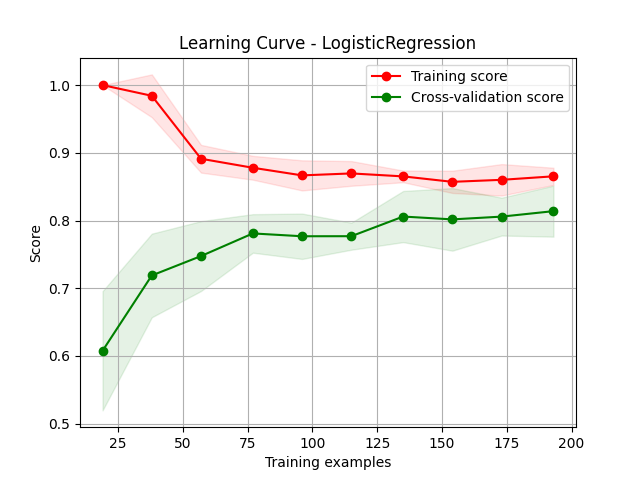 Learning Curve - LogisticRegression
Training score
Cross-validation score
1.0
0.9
0.8
0.7
0.6
0.5
Score
25 50 75 100 125 150 175 200
Training examples